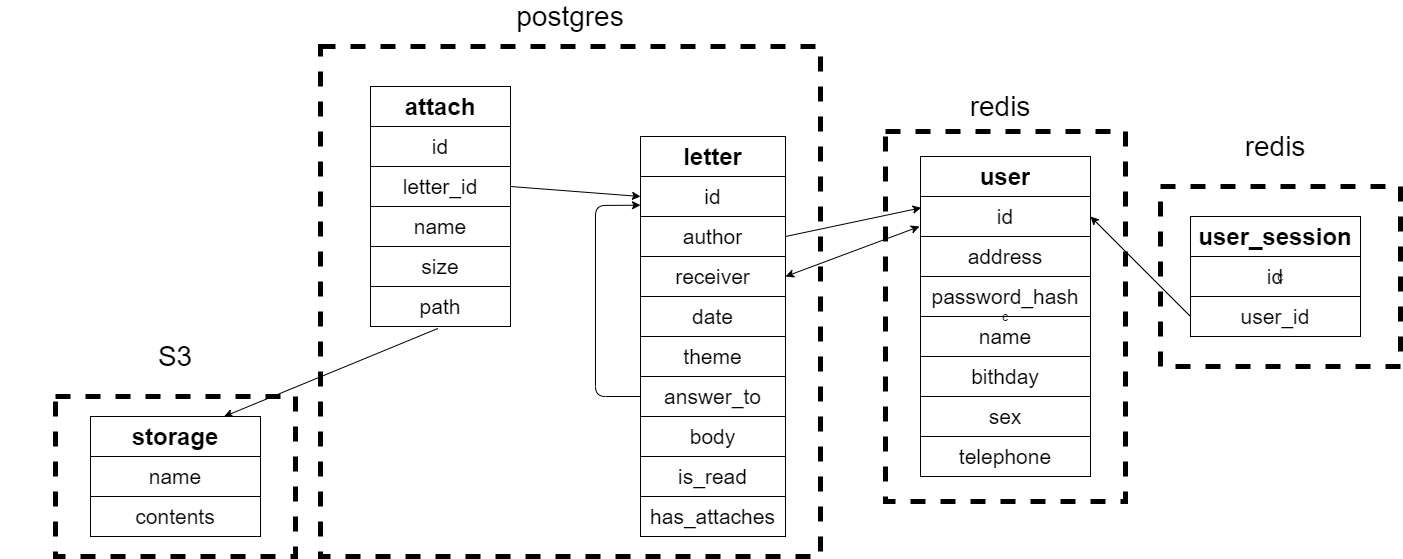 postgres
attach
id
letter_id
name
size
path
letter
id
author
receiver
date
theme
answer_to
body
is_read
has_attaches
redis
user
id
address
password_hash
c
name
bithday
sex
telephone
redis
user_session
id
c
user_id
S3
storage
name
contents